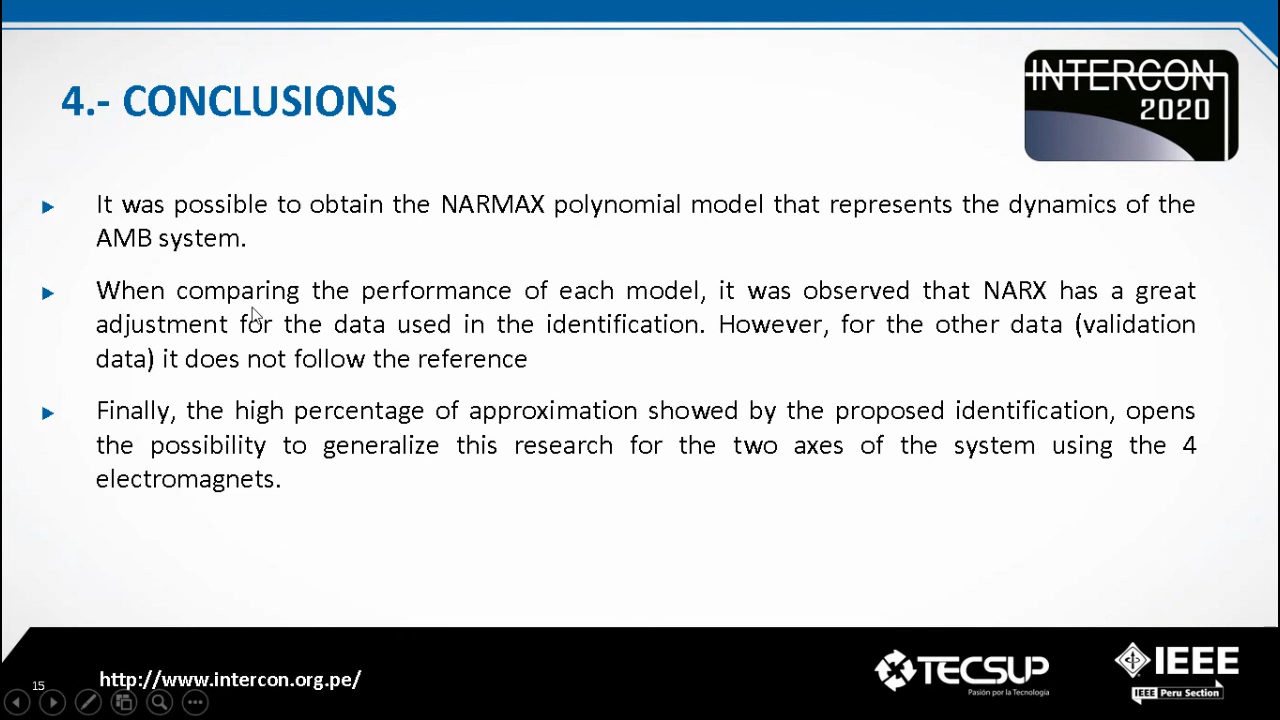 4.- CONCLUSIONS
INTERCON
2020
It was possible to obtain the NARMAX polynomial model that represents the dynamics of the
AMB system.
When comparing the performance of each model, it was observed that NARX has a great
adjustment for the data used in the identification. However, for the other data (validation
data) it does not follow the reference
Finally, the high percentage of approximation showed by the proposed identification, opens
the possibility to generalize this research for the two axes of the system using the 4
electromagnets.
15
http://www.intercon.org.pe/
TECSUP
Pasión por la Tecnología
IEEE
IEEE Peru Section